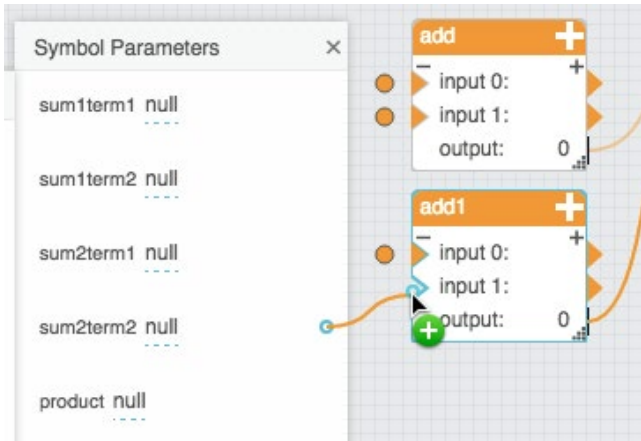 Symbol Parameters
sum1term1 null
sum1term2 null
sum2term1 null
sum2term2 null
product null
add
input 0:
input 1:
output: 0
add1
input 0:
input 1:
output: 0